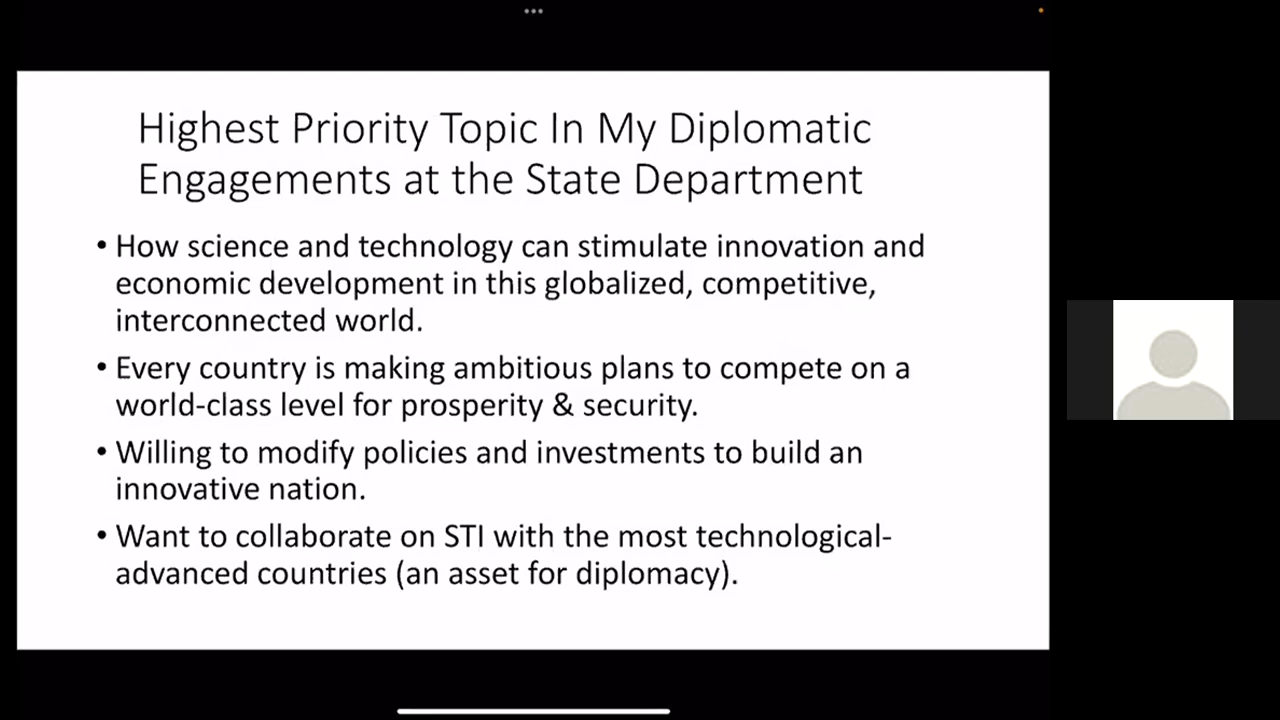 Highest Priority Topic In My Diplomatic
Engagements at the State Department
• How science and technology can stimulate innovation and
economic development in this globalized, competitive,
interconnected world.
• Every country is making ambitious plans to compete on a
world-class level for prosperity & security.
• Willing to modify policies and investments to build an
innovative nation.
• Want to collaborate on STI with the most technological-
advanced countries (an asset for diplomacy).